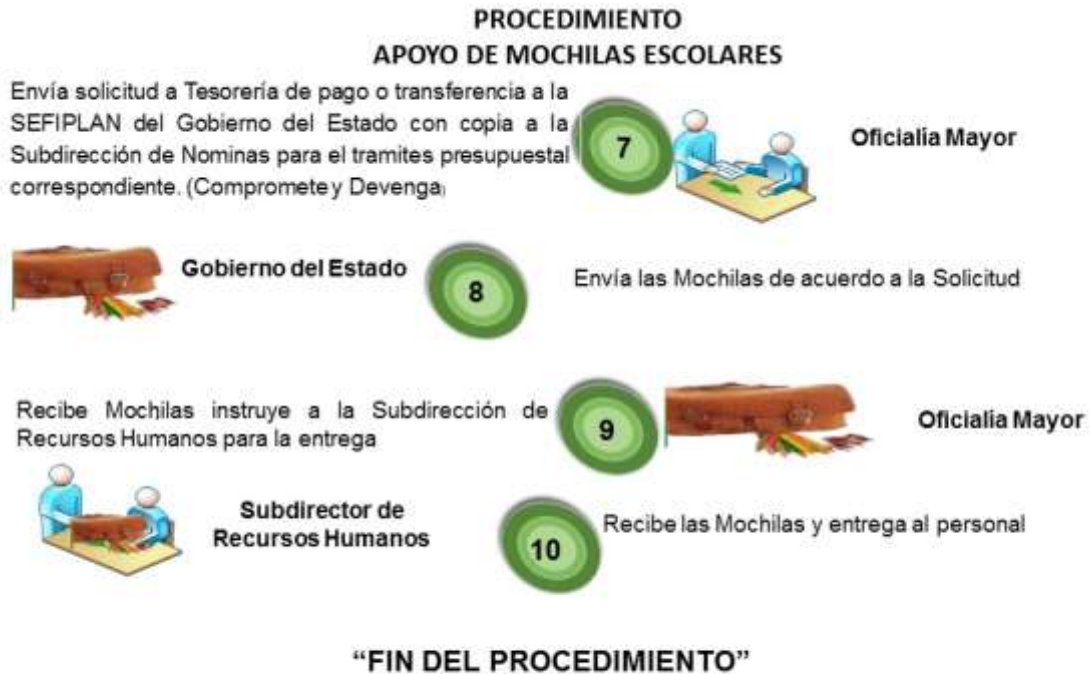 PROCEDIMIENTO
APOYO DE MOCHILAS ESCOLARES
Envía solicitud a Tesorería de pago o transferencia a la
SEFIPLAN del Gobierno del Estado con copia a la
Subdirección de Nominas para el tramites presupuestal
correspondiente. (Compromete y Devenga)
7
Oficialia Mayor
Gobierno del Estado
8
Envía las Mochilas de acuerdo a la Solicitud
Recibe Mochilas instruye a la Subdirección de
Recursos Humanos para la entrega
9
Oficialia Mayor
Subdirector de
Recursos Humanos
10
Recibe las Mochilas y entrega al personal
“FIN DEL PROCEDIMIENTO”